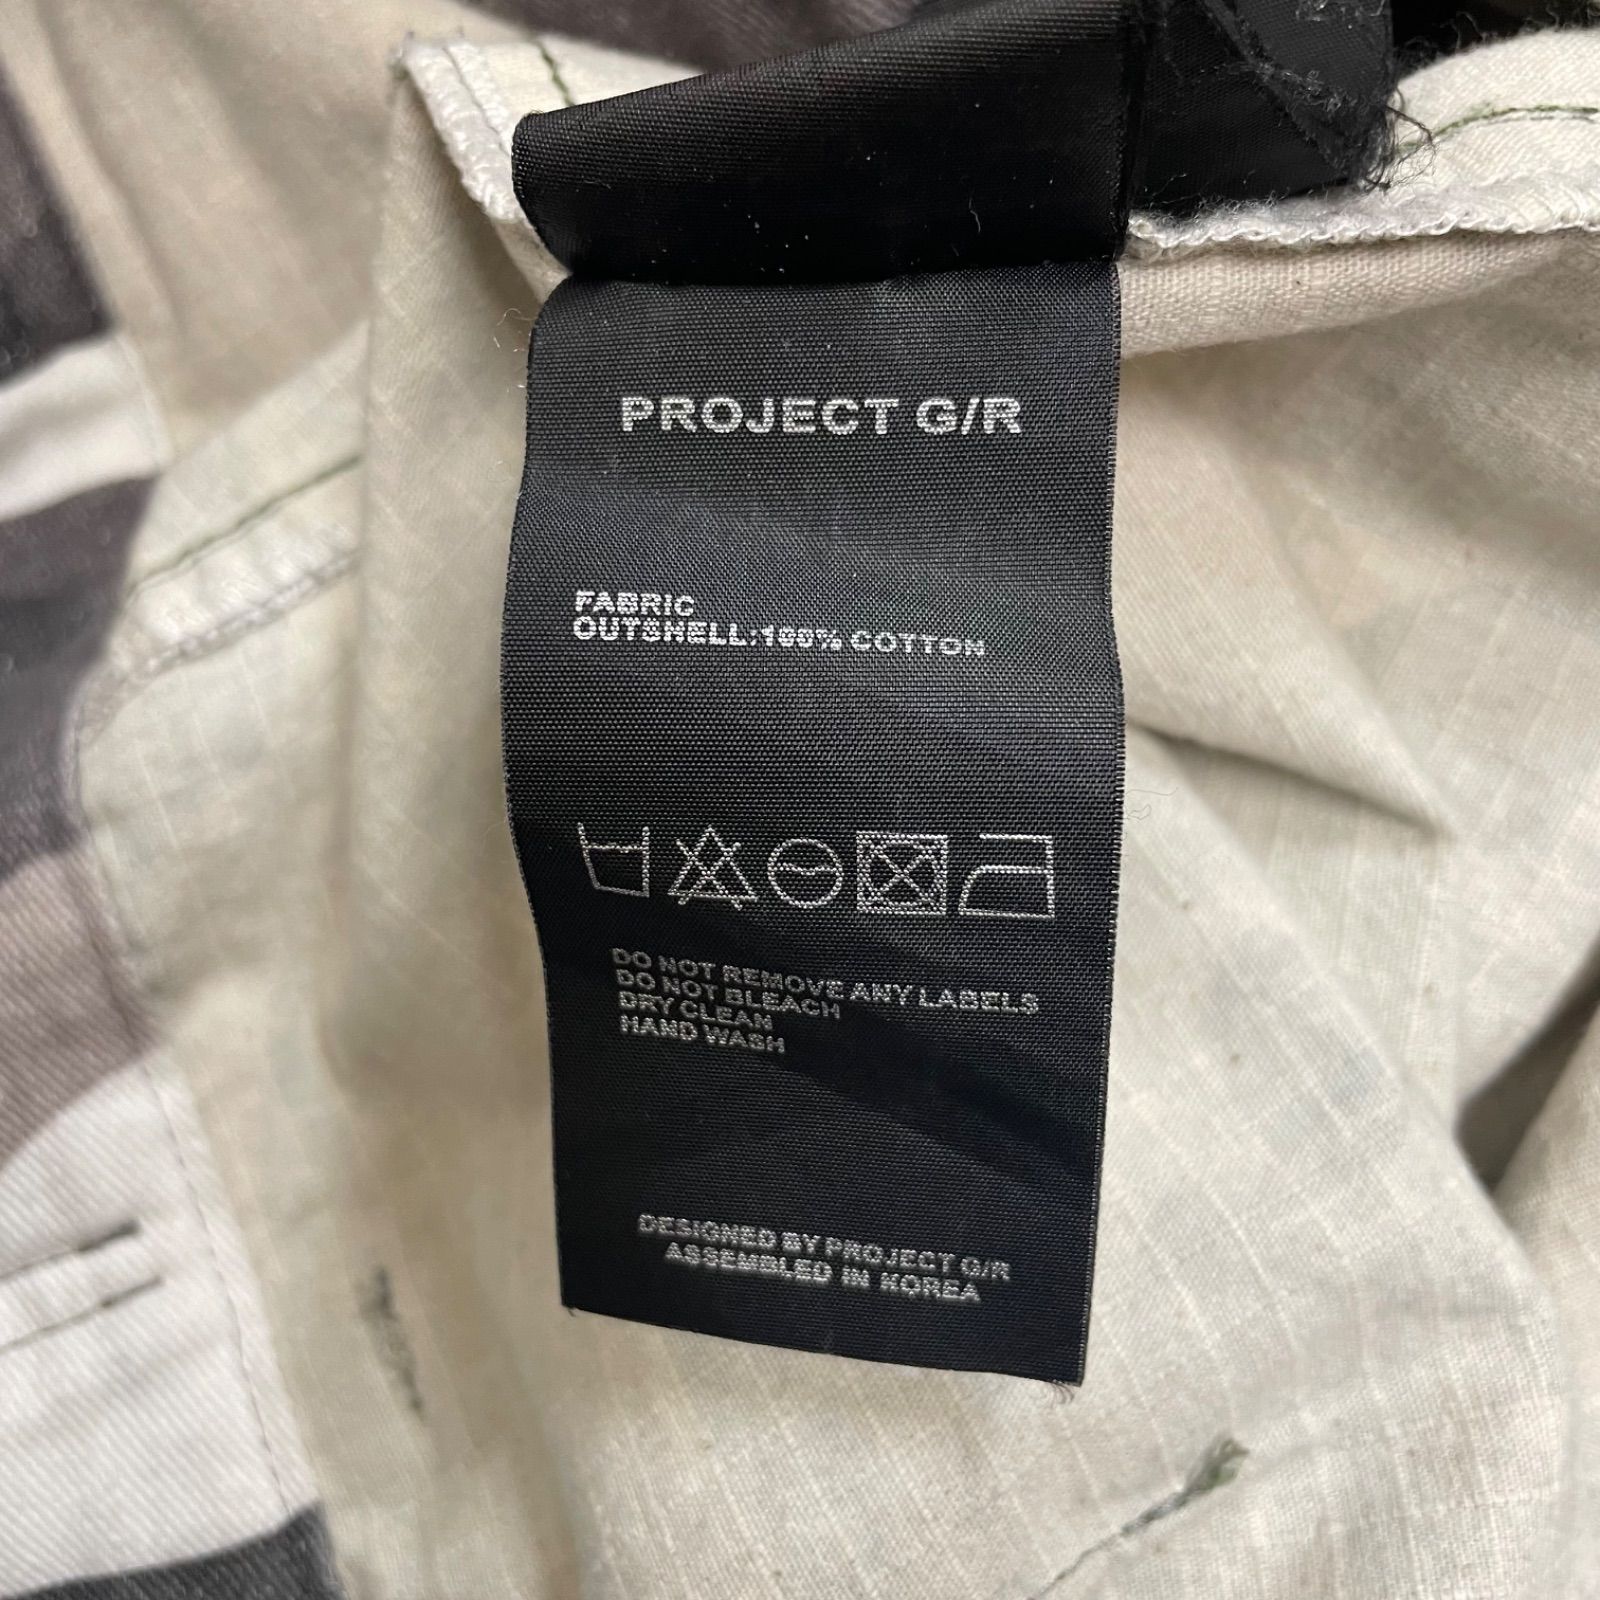 PROJECT G/R
FABRIC
OUTSHELL:100% COTTON
DO NOT REMOVE ANY LABELS
DO NOT BLEACH
DRY CLEAN
HAND WASH
DESIGNED BY PROJECT G/R
ASSEMBLED IN KOREA